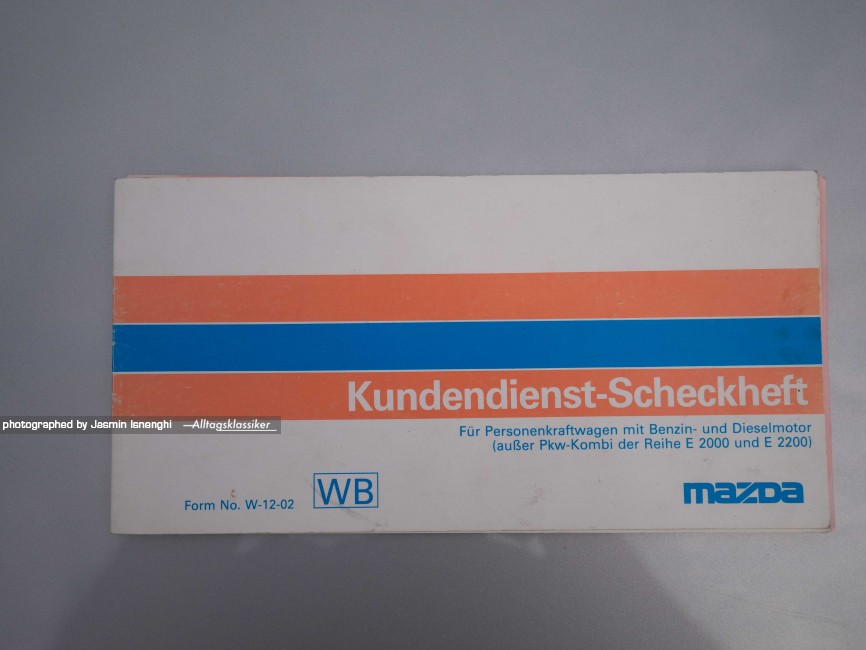 Kundendienst-Scheckheft
photographed by Jasmin Isnenghi —Alltagsklassiker
Für Personenkraftwagen mit Benzin- und Dieselmotor
(außer Pkw-Kombi der Reihe E 2000 und E 2200)
Form No. W-12-02 WB mazda